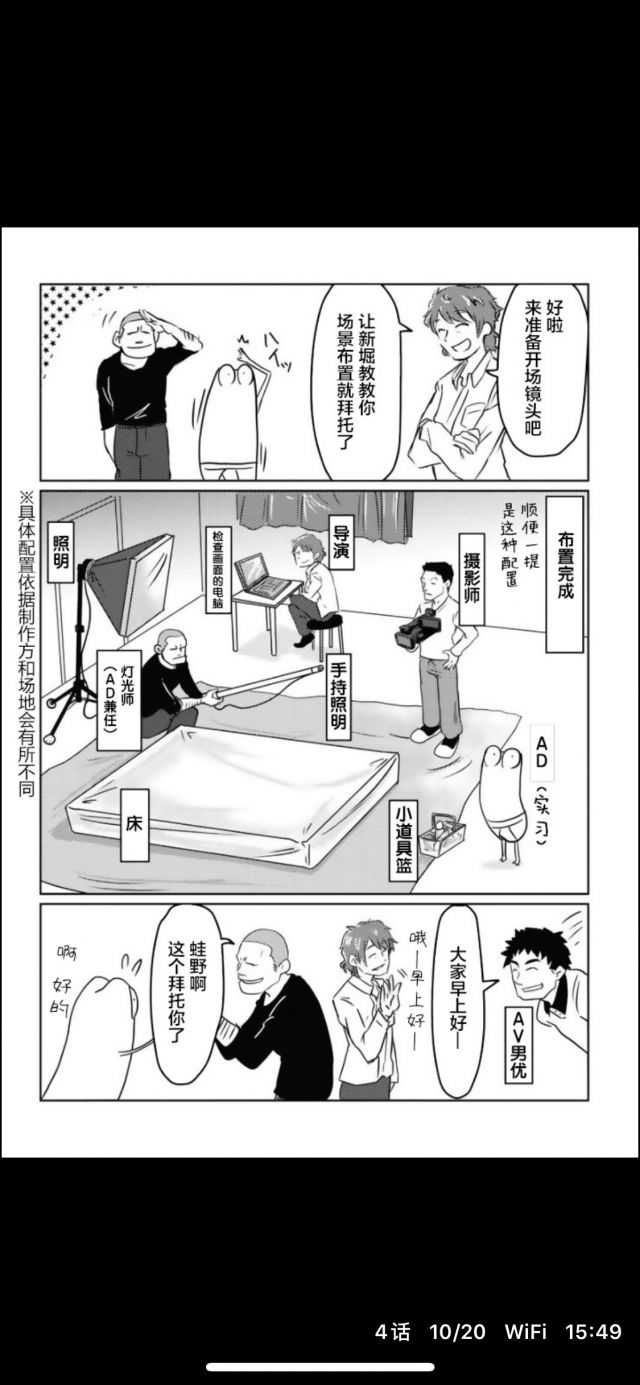 好啦
来准备开场镜头吧
让新堀教教你
场景布置就拜托了
ハイッ
布置完成
顺便一提
是这种配置
摄影师
导演
检查画面的电脑
照明
手持照明
灯光师
（AD兼任）
AD（实习）
小道具篮
床
※具体配置依据制作方和场地会有所不同
AV男优
大家早上好—
哦—早上好—
蛙野啊
这个拜托你了
啊
好的
4话 10/20 WiFi 15:49